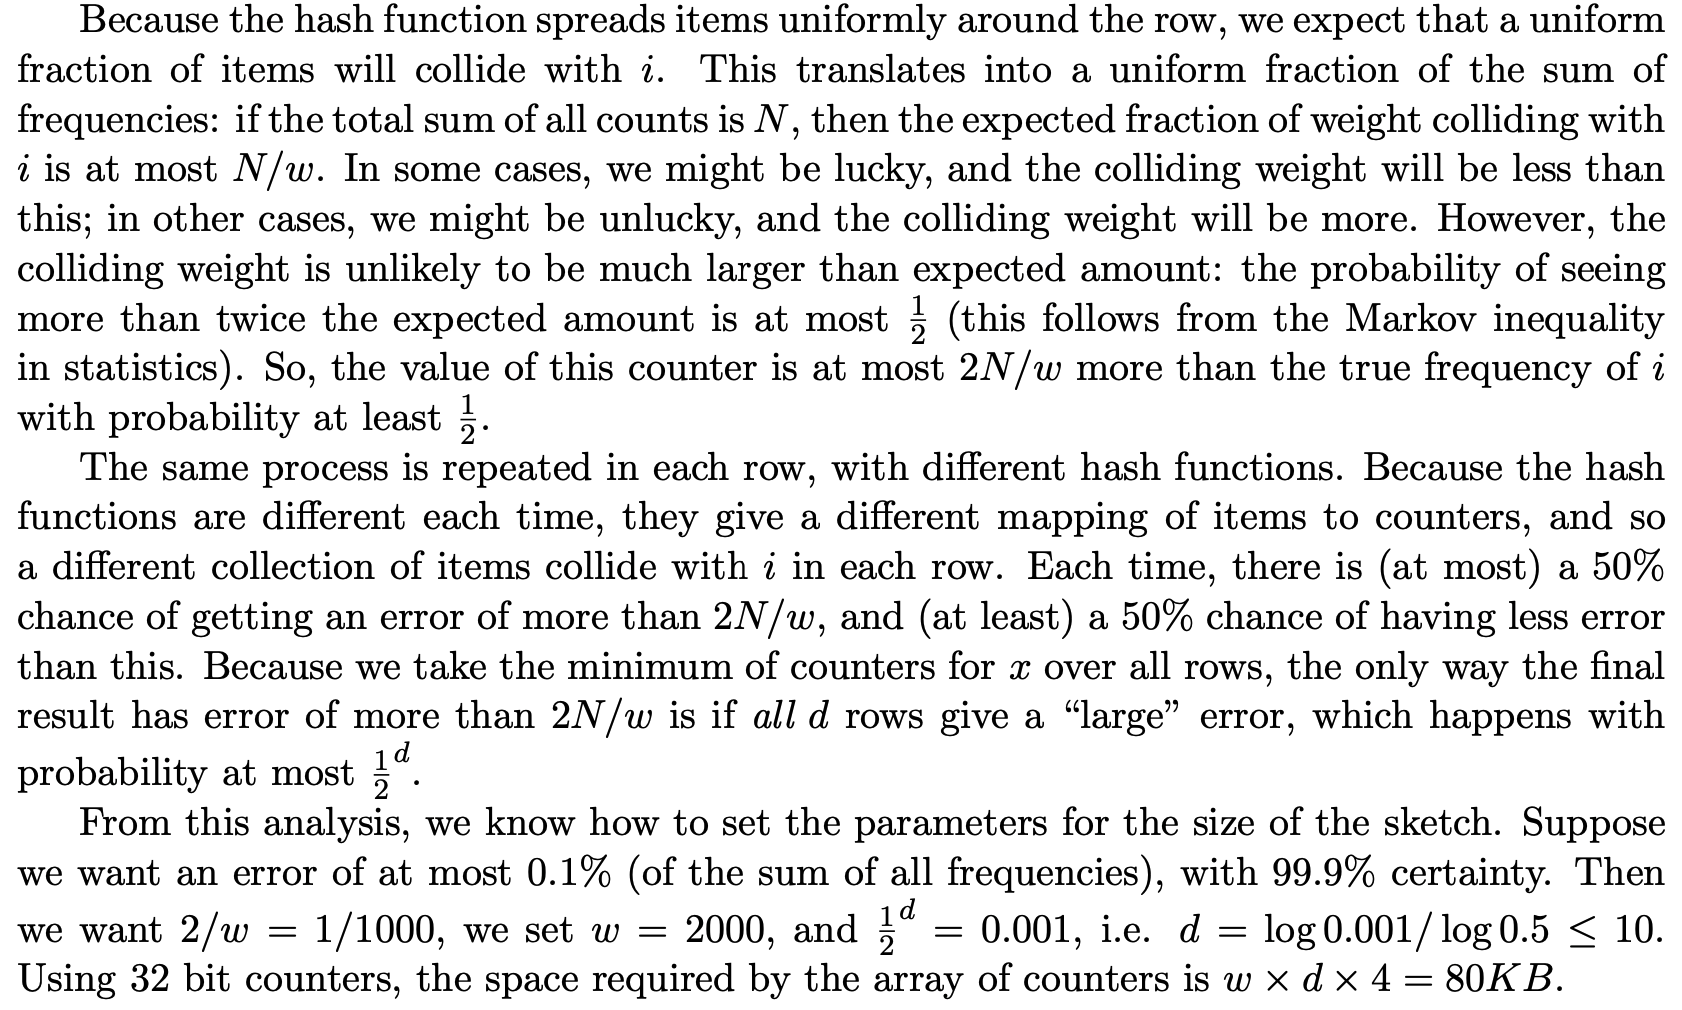 Because the hash function spreads items uniformly around the row, we expect that a uniform
fraction of items will collide with i. This translates into a uniform fraction of the sum of
frequencies: if the total sum of all counts is N, then the expected fraction of weight colliding with
i is at most N/w. In some cases, we might be lucky, and the colliding weight will be less than
this; in other cases, we might be unlucky, and the colliding weight will be more. However, the
colliding weight is unlikely to be much larger than expected amount: the probability of seeing
more than twice the expected amount is at most 1/2 (this follows from the Markov inequality
in statistics). So, the value of this counter is at most 2N/w more than the true frequency of i
with probability at least 1/2.
The same process is repeated in each row, with different hash functions. Because the hash
functions are different each time, they give a different mapping of items to counters, and so
a different collection of items collide with i in each row. Each time, there is (at most) a 50%
chance of getting an error of more than 2N/w, and (at least) a 50% chance of having less error
than this. Because we take the minimum of counters for x over all rows, the only way the final
result has error of more than 2N/w is if all d rows give a “large” error, which happens with
probability at most 1/2^d.
From this analysis, we know how to set the parameters for the size of the sketch. Suppose
we want an error of at most 0.1% (of the sum of all frequencies), with 99.9% certainty. Then
we want 2/w = 1/1000, we set w = 2000, and 1/2^d = 0.001, i.e. d = log 0.001/ log 0.5 ≤ 10.
Using 32 bit counters, the space required by the array of counters is w × d × 4 = 80KB.